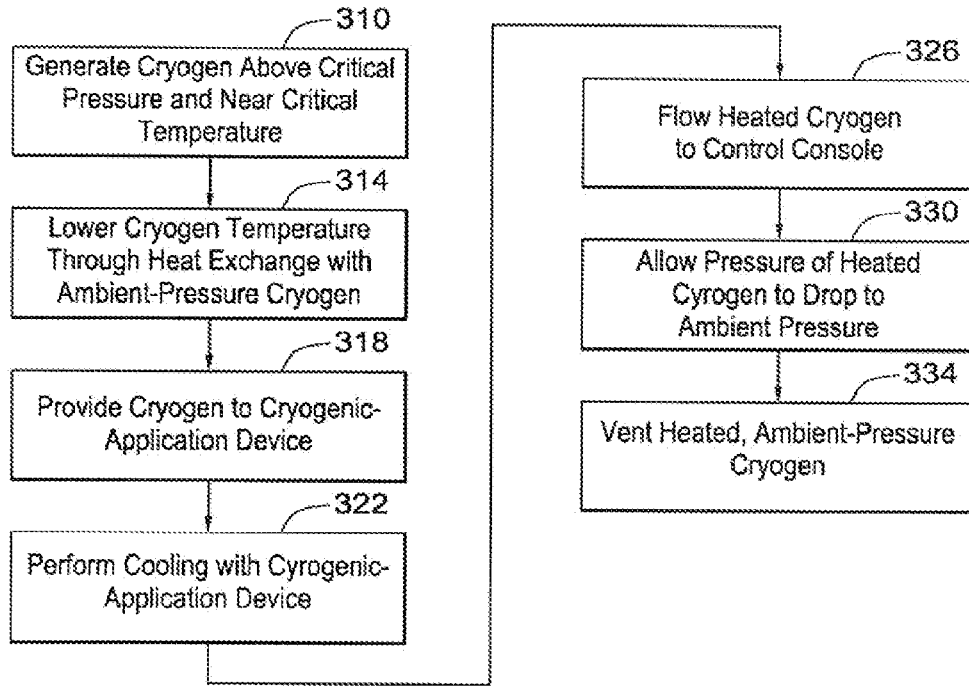 310
Generate Cryogen Above Critical
Pressure and Near Critical
Temperature
314
Lower Cryogen Temperature
Through Heat Exchange with
Ambient-Pressure Cryogen
318
Provide Cryogen to Cryogenic-
Application Device
322
Perform Cooling with Cyrogenic-
Application Device
326
Flow Heated Cryogen
to Control Console
330
Allow Pressure of Heated
Cyrogen to Drop to
Ambient Pressure
334
Vent Heated, Ambient-Pressure
Cryogen